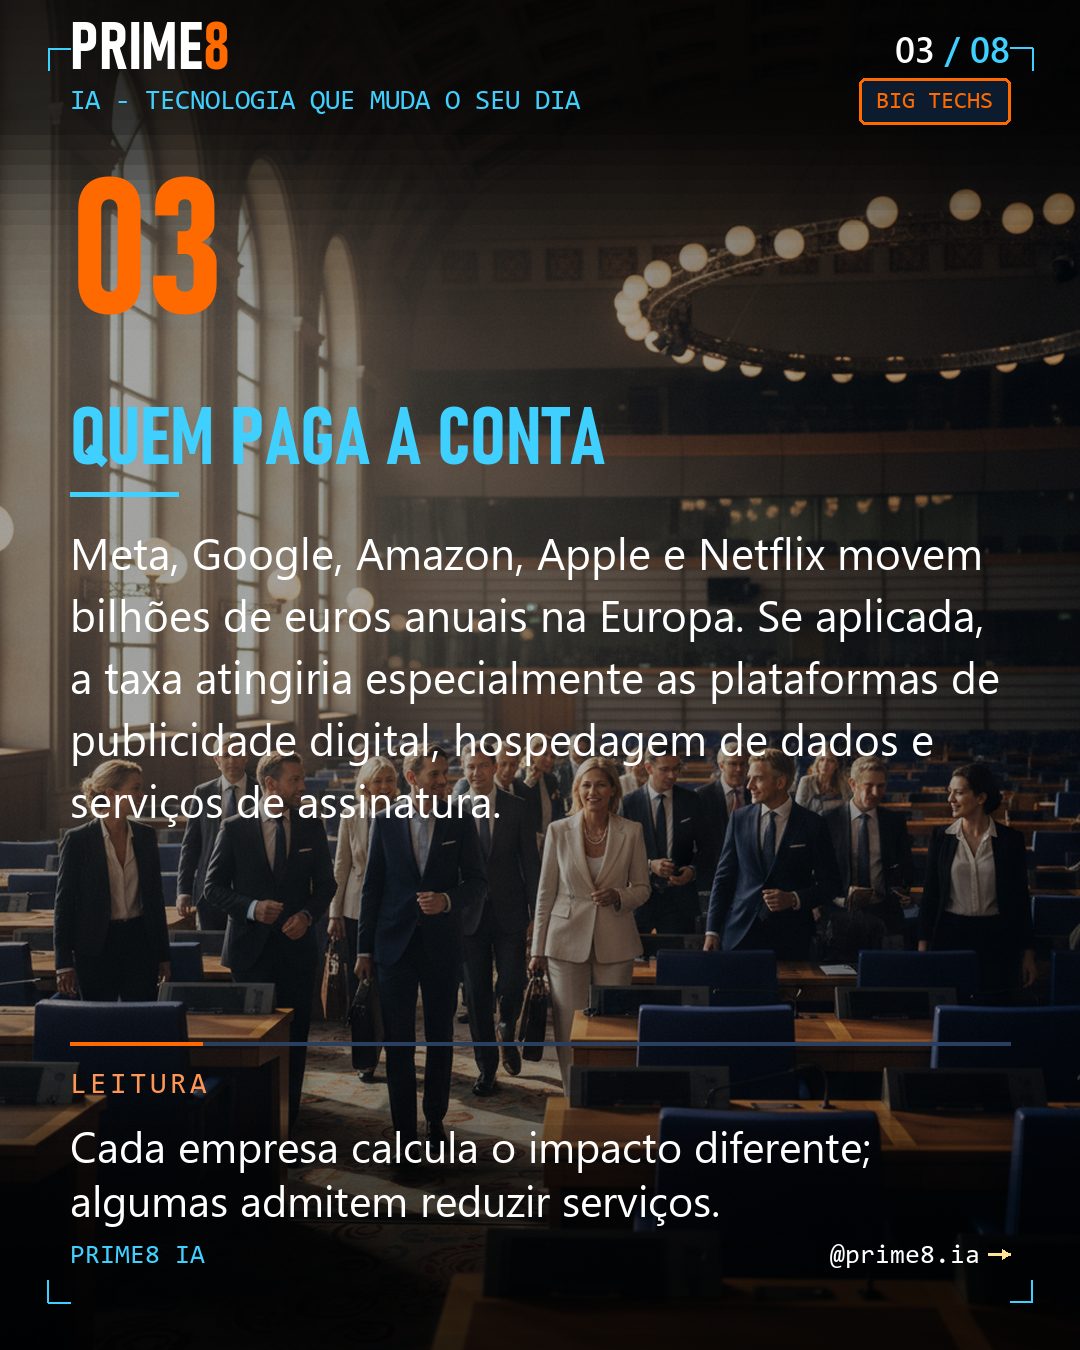 PRIME8
03 / 08
IA - TECNOLOGIA QUE MUDA O SEU DIA
BIG TECHS
03
QUEM PAGA A CONTA
Meta, Google, Amazon, Apple e Netflix movem
bilhões de euros anuais na Europa. Se aplicada,
a taxa atingiria especialmente as plataformas de
publicidade digital, hospedagem de dados e
serviços de assinatura.
LEITURA
Cada empresa calcula o impacto diferente;
algumas admitem reduzir serviços.
PRIME8 IA
@prime8.ia